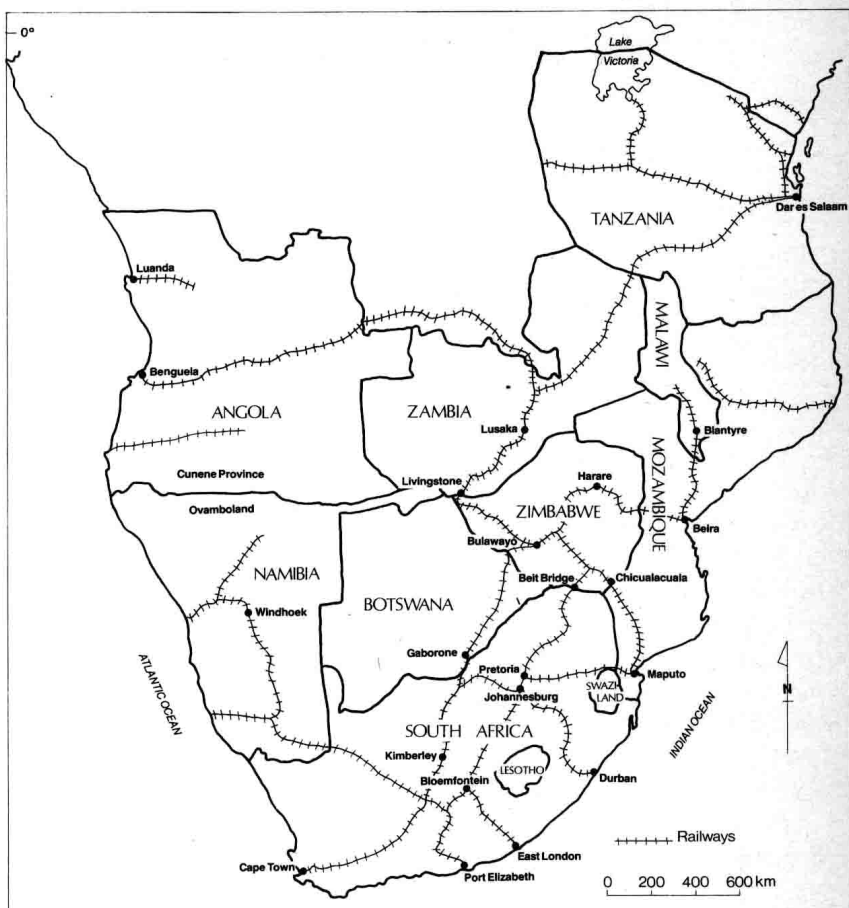 0°
Lake
Victoria
Dar es Salaam
TANZANIA
Luanda
MALAWI
Benguela
ANGOLA
ZAMBIA
Lusaka
Blantyre
MOZAMBIQUE
Cunene Province
Livingstone
Harare
Ovamboland
ZIMBABWE
Beira
Bulawayo
NAMIBIA
Beit Bridge
Chicualacuala
BOTSWANA
Windhoek
Gaborone
Pretoria
Maputo
Johannesburg
SWAZI-
LAND
ATLANTIC OCEAN
N
INDIAN OCEAN
SOUTH AFRICA
Kimberley
LESOTHO
Bloemfontein
Durban
Railways
East London
Cape Town
Port Elizabeth
0 200 400 600 km